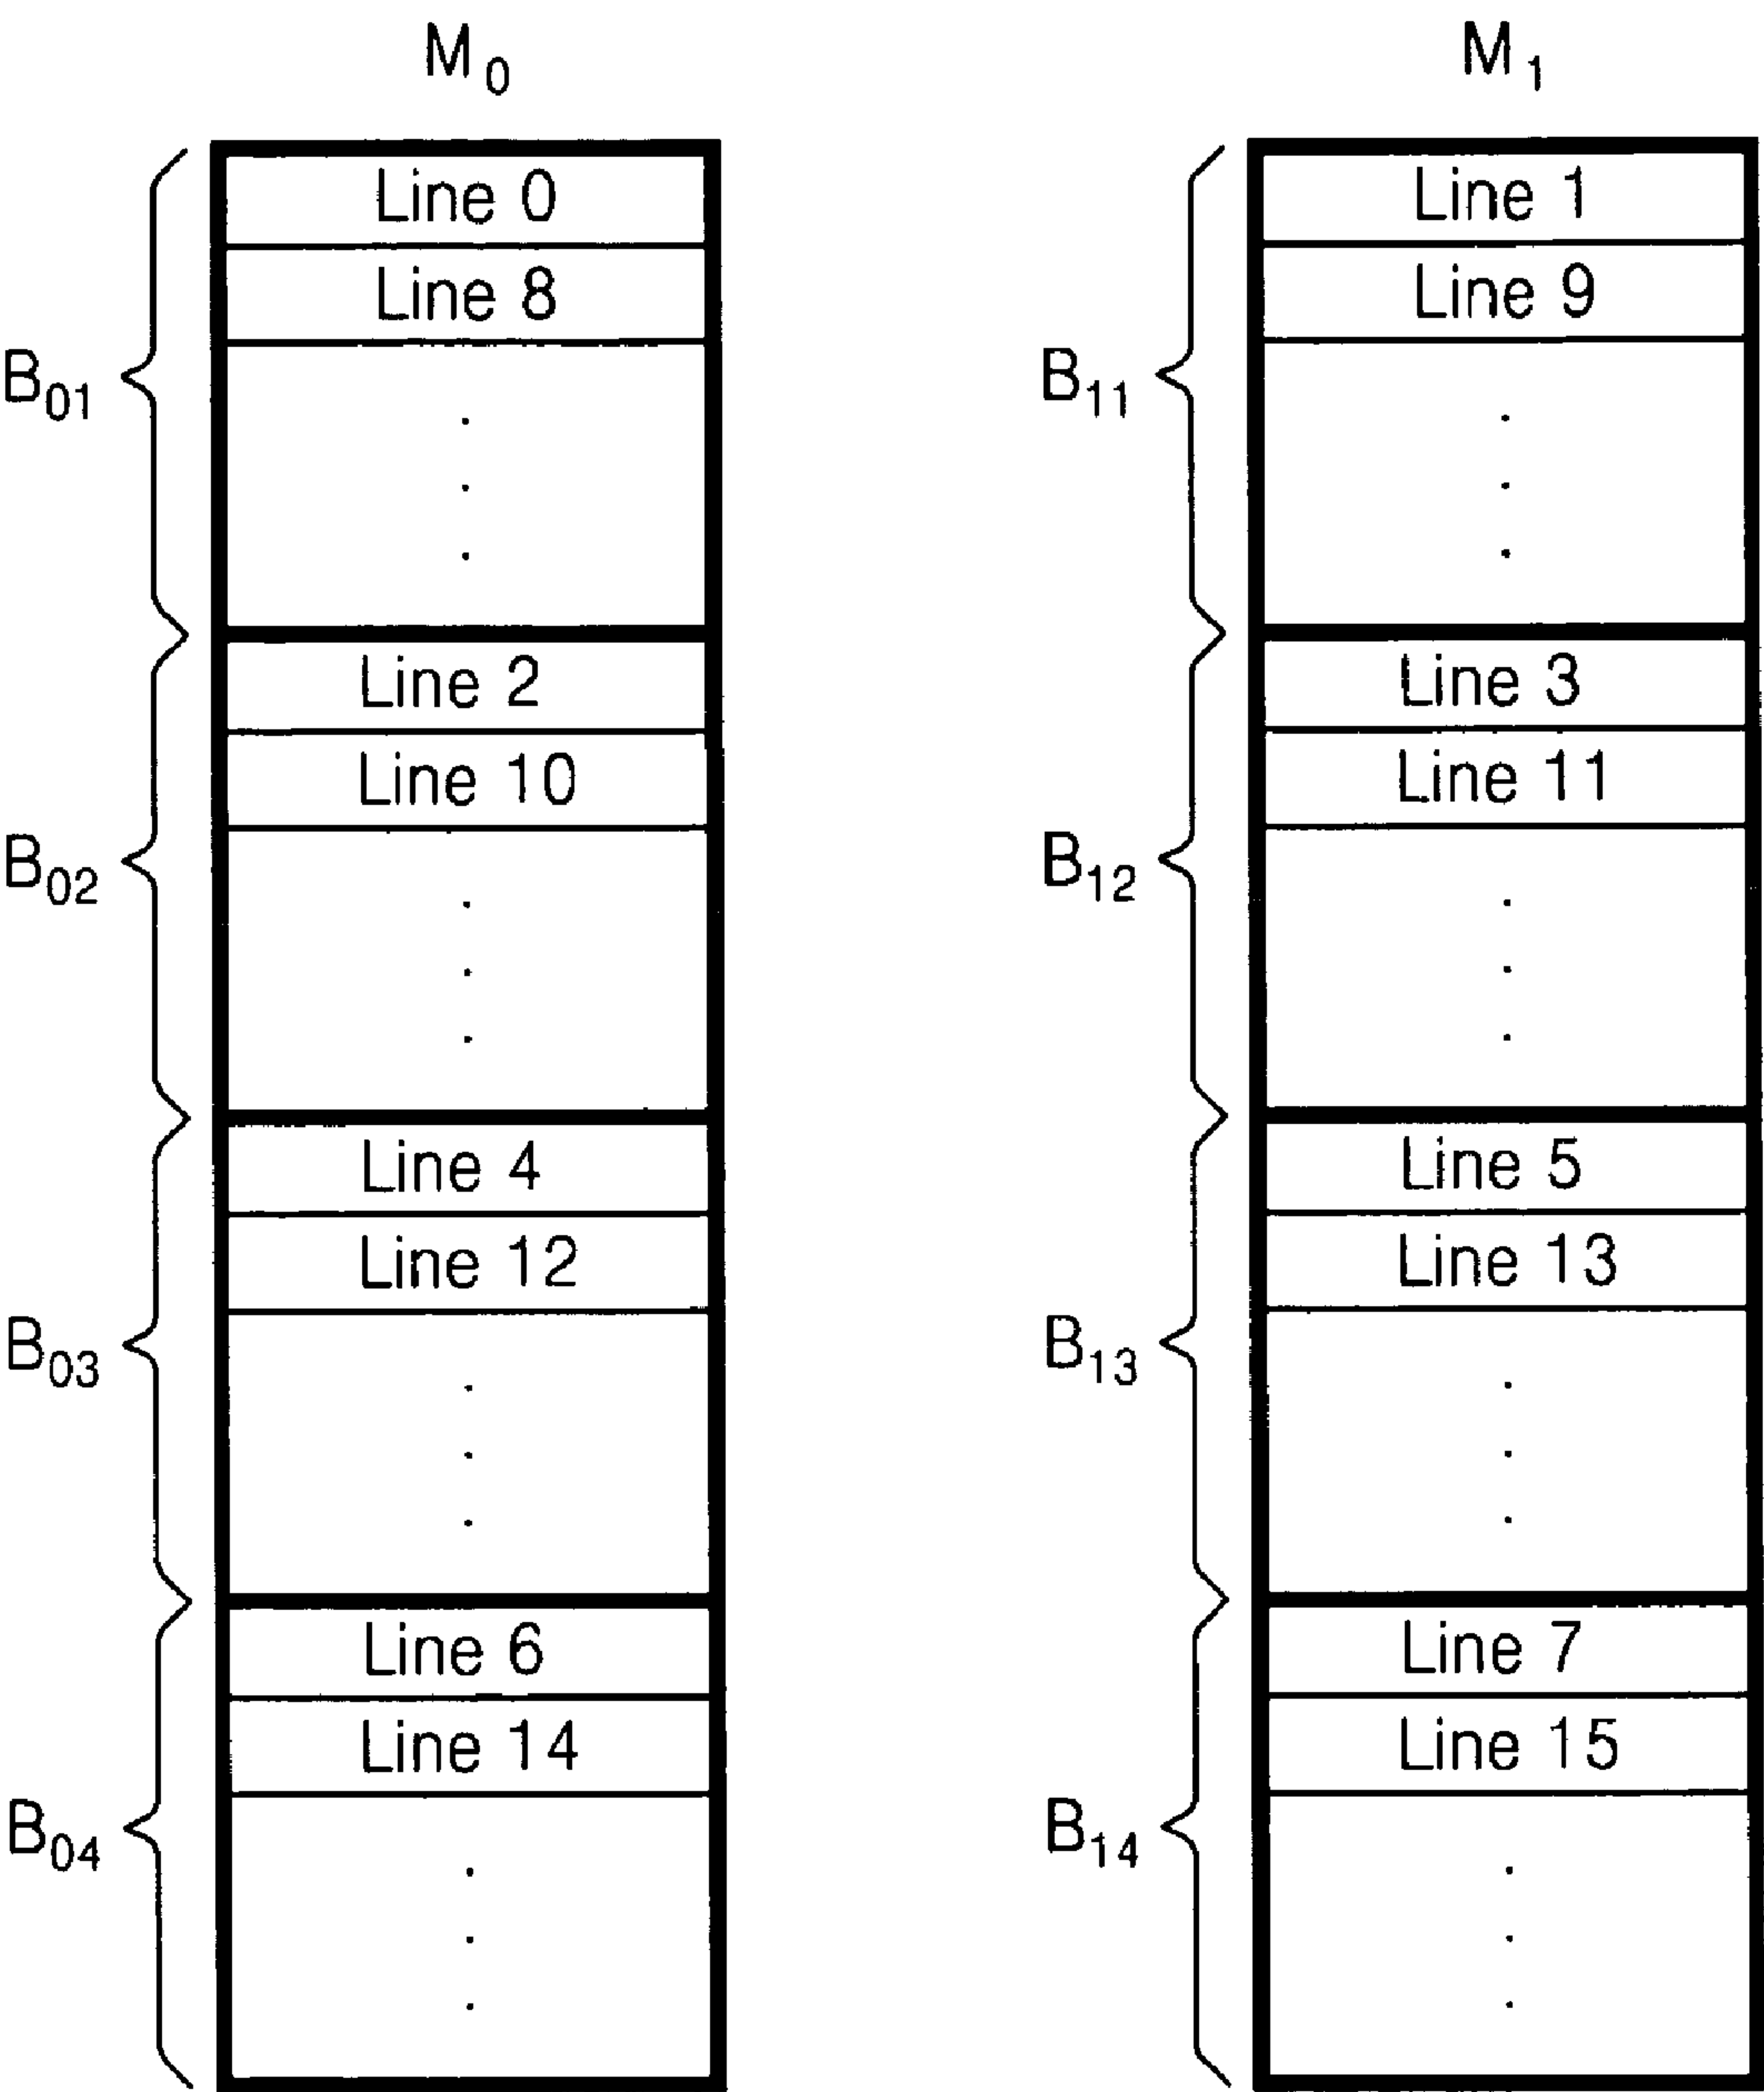 M₀
Line 0
Line 8
B₀₁
Line 2
Line 10
B₀₂
Line 4
Line 12
B₀₃
Line 6
Line 14
B₀₄
M₁
Line 1
Line 9
B₁₁
Line 3
Line 11
B₁₂
Line 5
Line 13
B₁₃
Line 7
Line 15
B₁₄